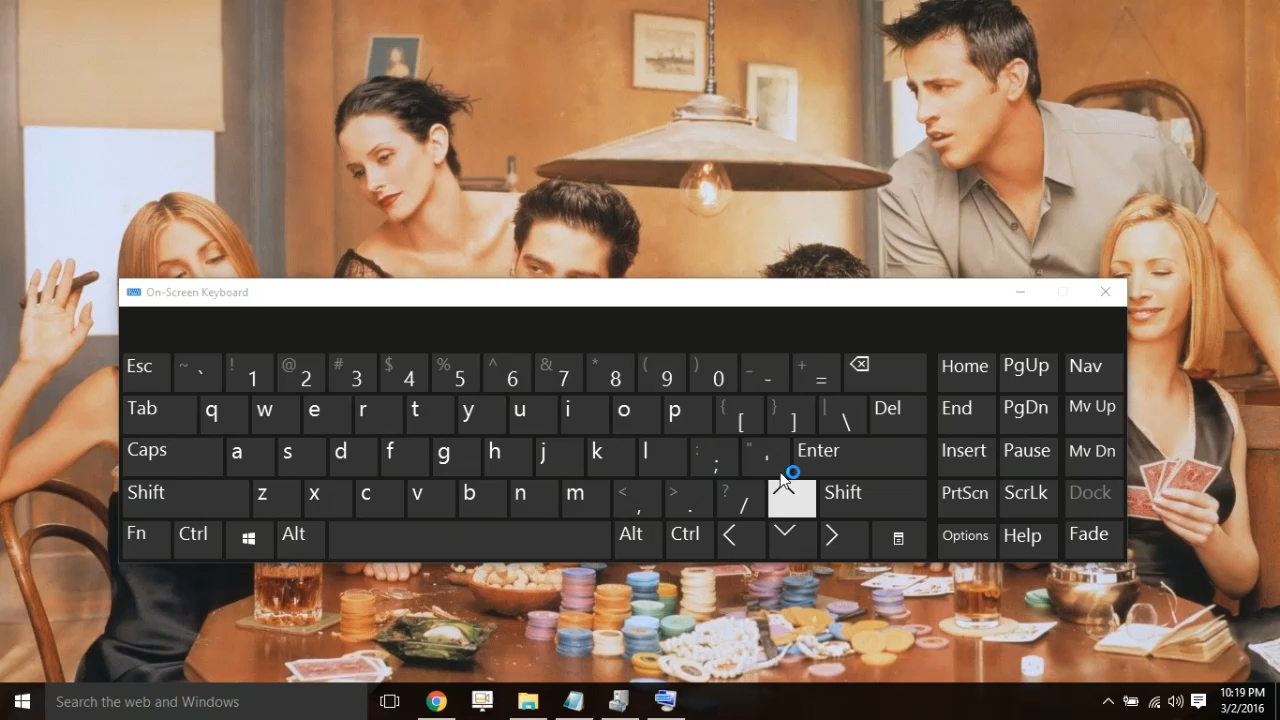 On-Screen Keyboard
Esc ~ ` ! 1 @ 2 # 3 $ 4 % 5 ^ 6 & 7 * 8 ( 9 ) 0 _ - + = Home PgUp Nav
Tab q w e r t y u i o p { [ } ] | \ Del End PgDn Mv Up
Caps a s d f g h j k l : ; " ' Enter Insert Pause Mv Dn
Shift z x c v b n m < , > . ? / Shift PrtScn ScrLk Dock
Fn Ctrl Alt Alt Ctrl Options Help Fade
Search the web and Windows
10:19 PM
3/2/2016